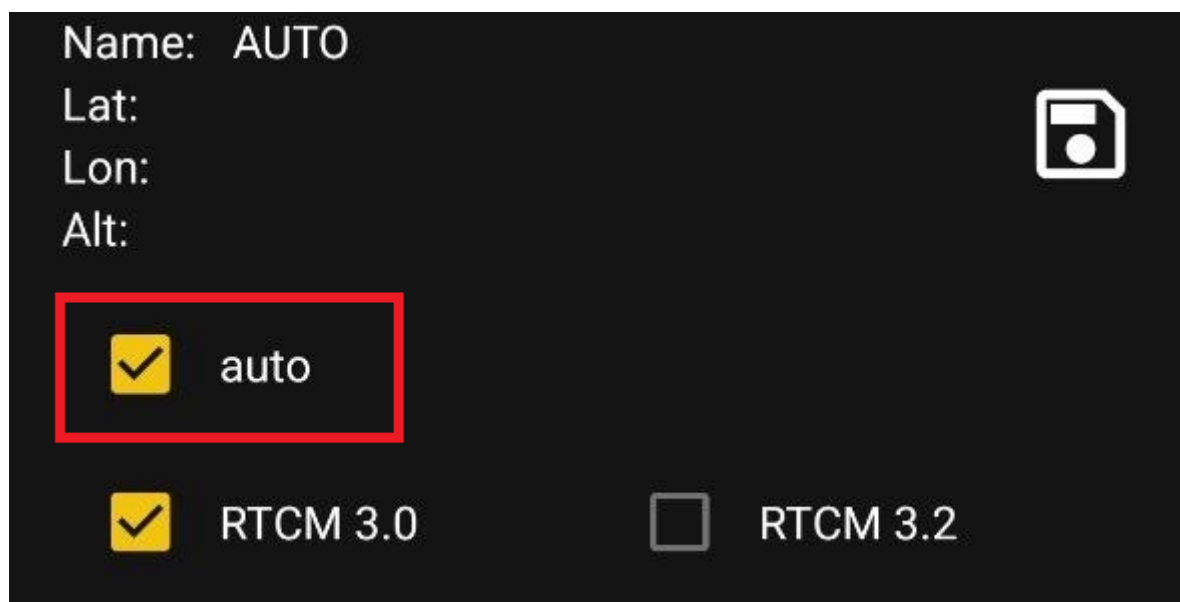 Name: AUTO
Lat:
Lon:
Alt:
auto
RTCM 3.0 RTCM 3.2